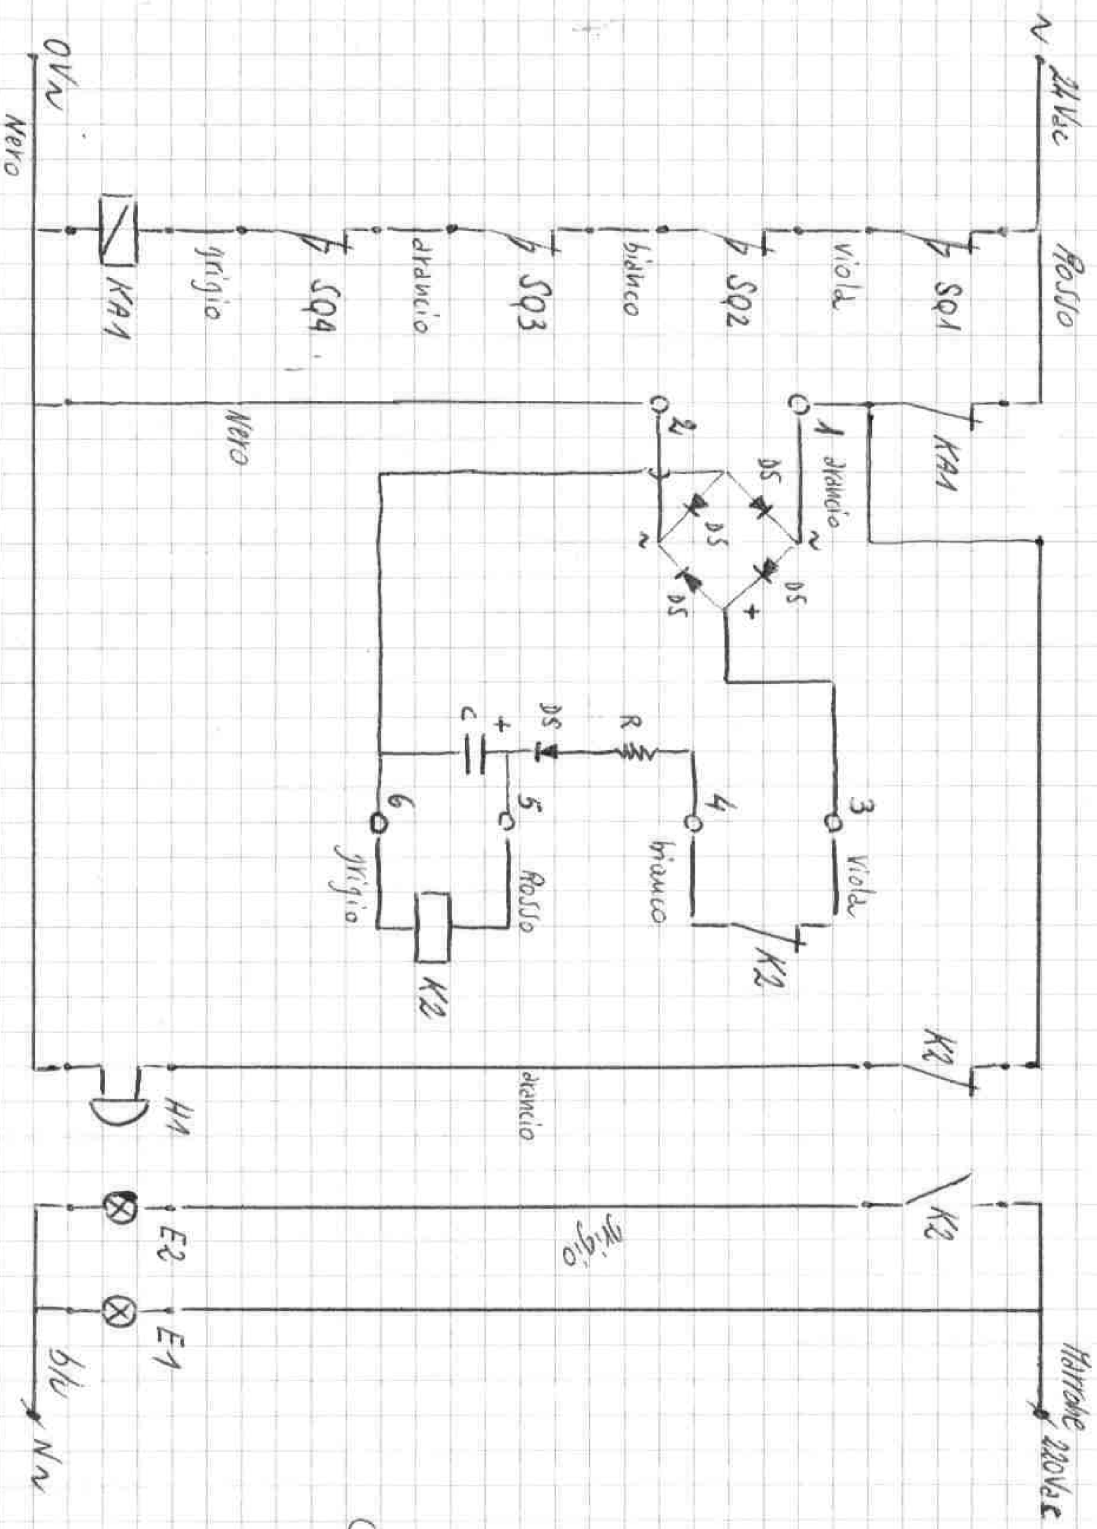 ~ 24Vac
Rosso
SQ1
viola
SQ2
bianco
SQ3
arancio
SQ4
grigio
KA1
0V~
Nero
KA1
1 arancio
2
Nero
~
~
+
DS
DS
DS
DS
3 viola
4
bianco
K2
R
DS
+
C
5
Rosso
6
grigio
K2
K2
arancio
H1
K2
grigio
E2
E1
Marrone
220Vac
blu
N~